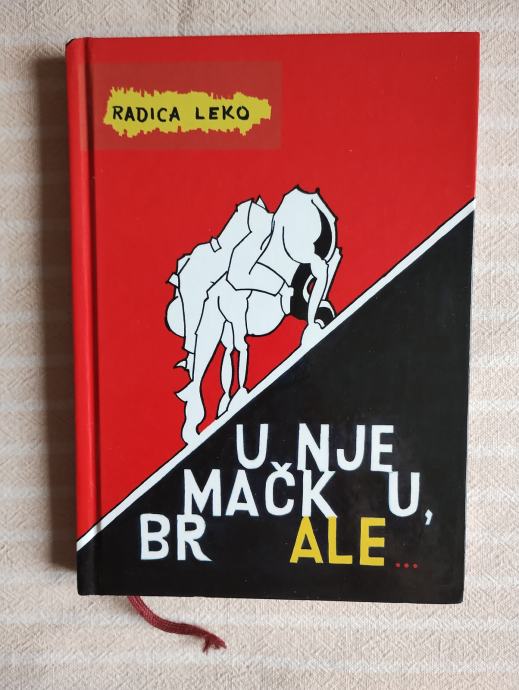 RADICA LEKO
U NJE
MAČK U,
BR ALE...